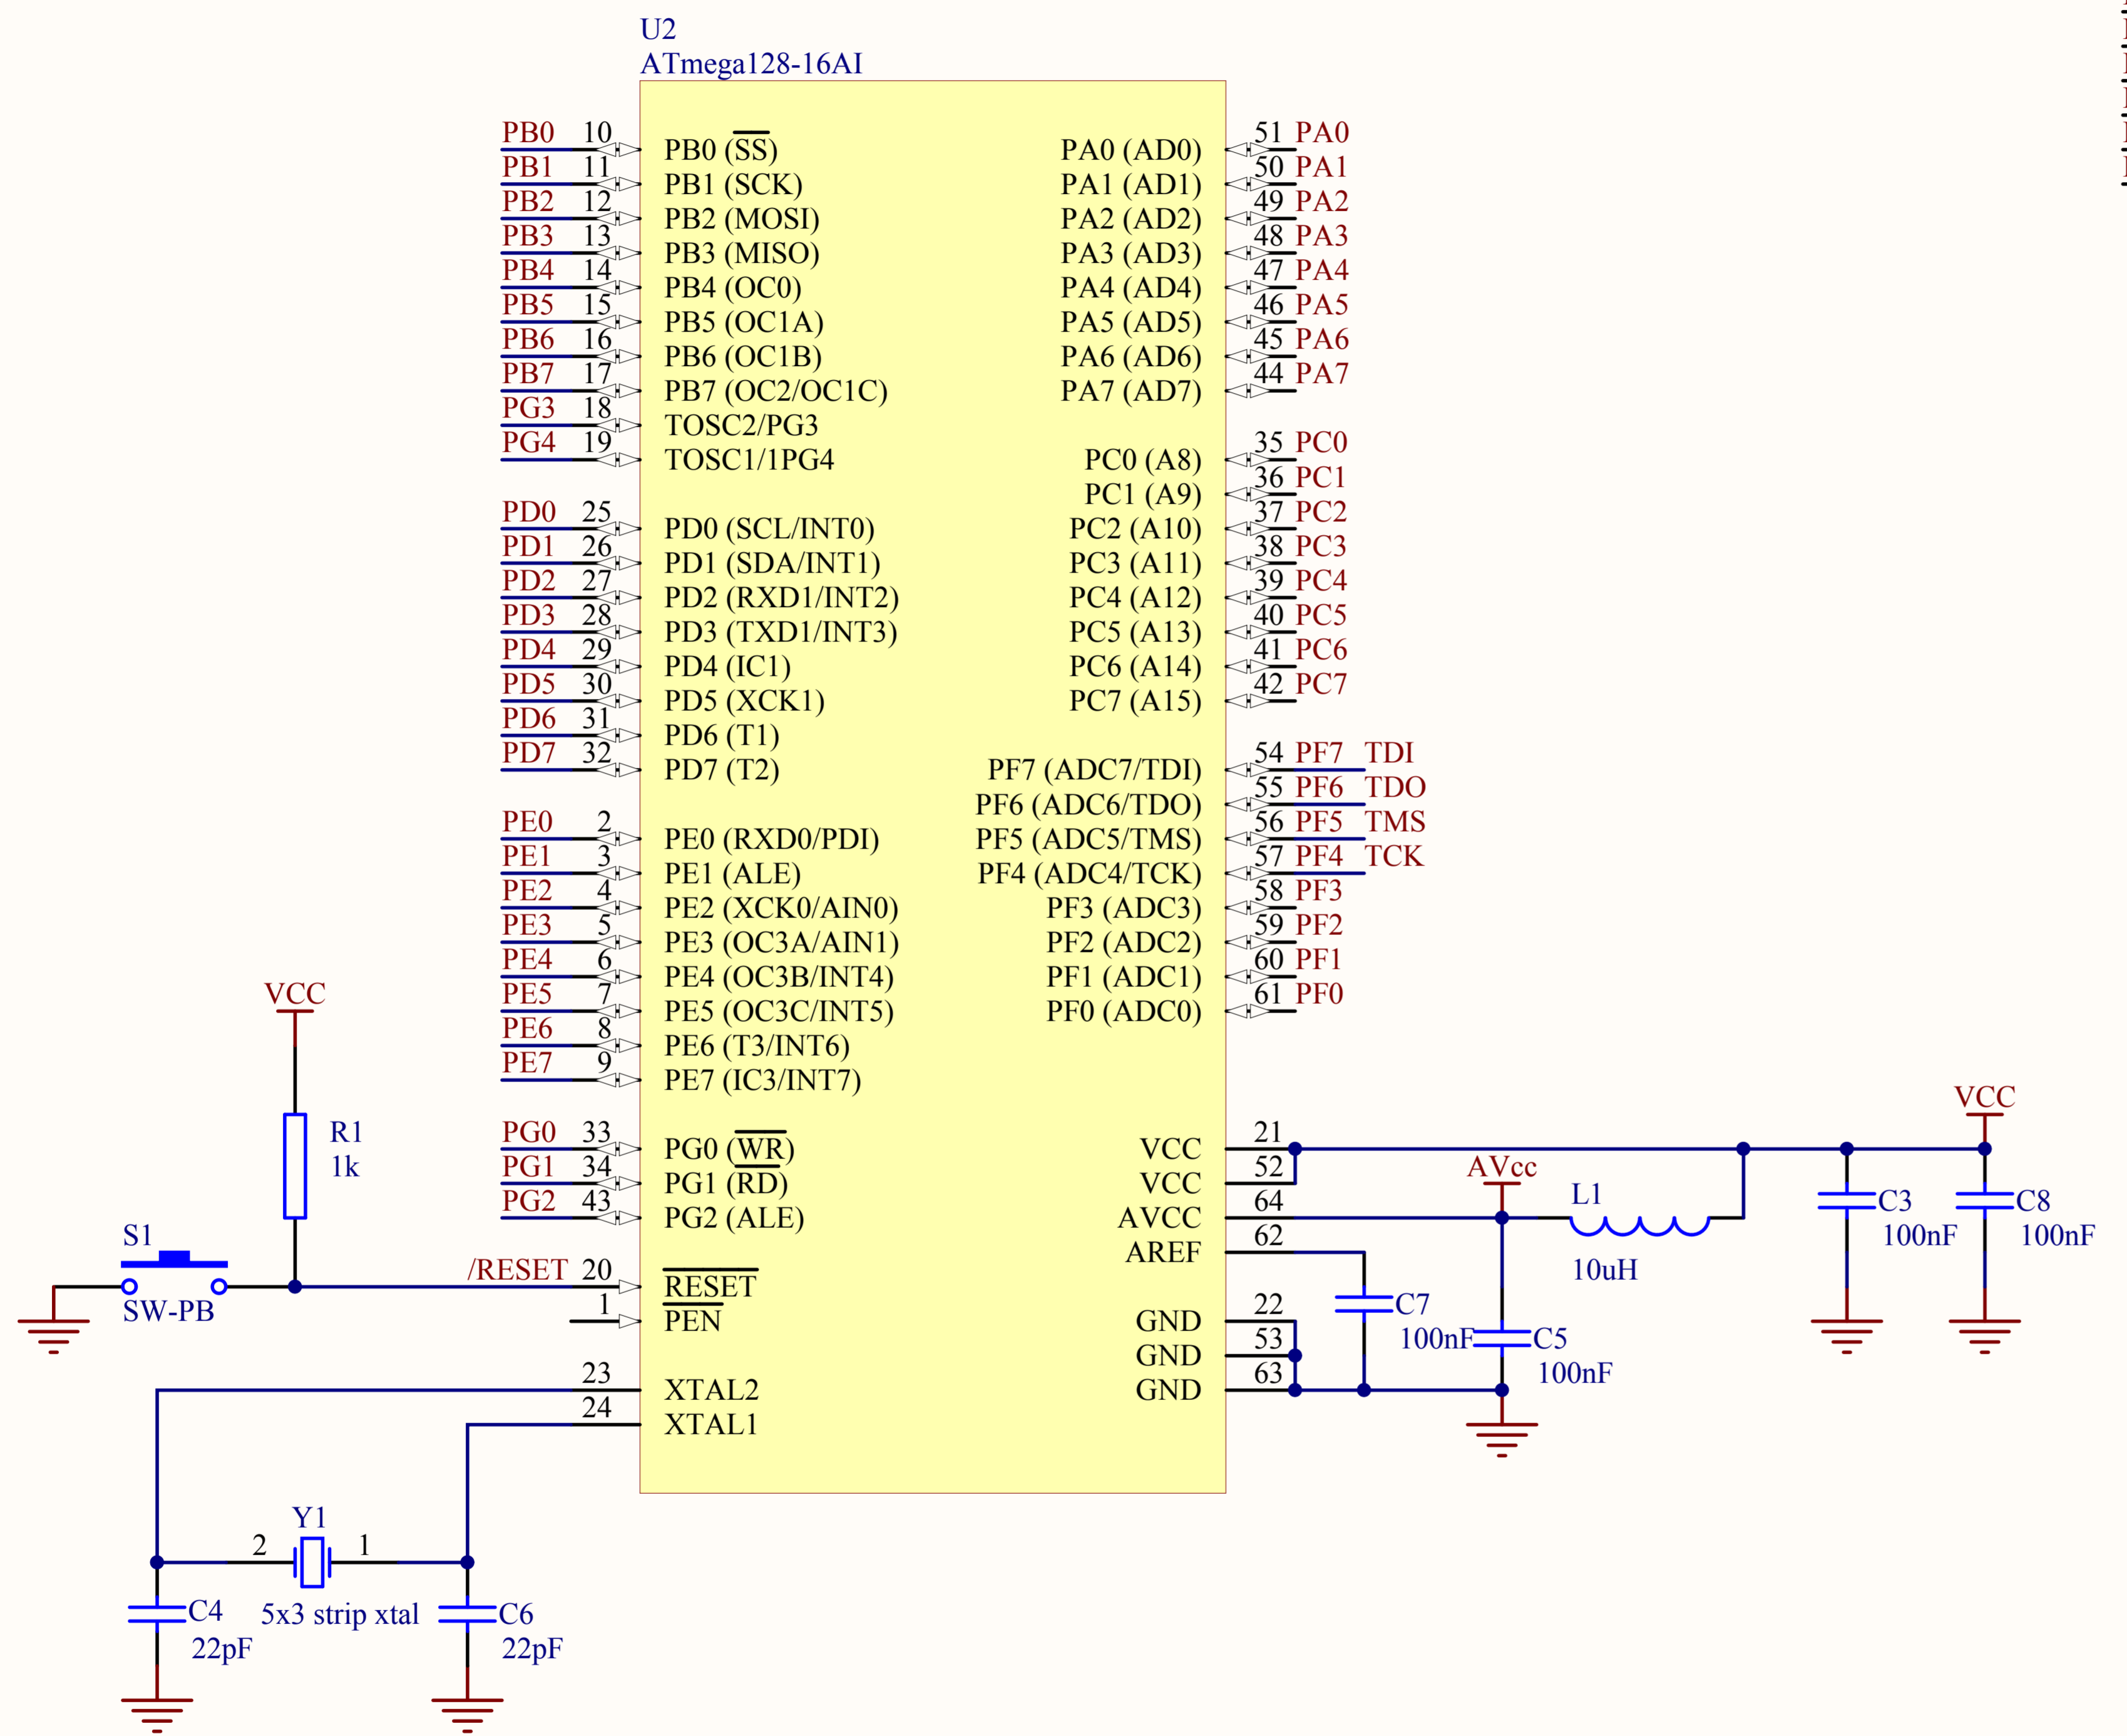 U2
ATmega128-16AI
PB0 10 PB0 (SS) PA0 (AD0) 51 PA0
PB1 11 PB1 (SCK) PA1 (AD1) 50 PA1
PB2 12 PB2 (MOSI) PA2 (AD2) 49 PA2
PB3 13 PB3 (MISO) PA3 (AD3) 48 PA3
PB4 14 PB4 (OC0) PA4 (AD4) 47 PA4
PB5 15 PB5 (OC1A) PA5 (AD5) 46 PA5
PB6 16 PB6 (OC1B) PA6 (AD6) 45 PA6
PB7 17 PB7 (OC2/OC1C) PA7 (AD7) 44 PA7
PG3 18 TOSC2/PG3
PG4 19 TOSC1/1PG4 PC0 (A8) 35 PC0
PC1 (A9) 36 PC1
PD0 25 PD0 (SCL/INT0) PC2 (A10) 37 PC2
PD1 26 PD1 (SDA/INT1) PC3 (A11) 38 PC3
PD2 27 PD2 (RXD1/INT2) PC4 (A12) 39 PC4
PD3 28 PD3 (TXD1/INT3) PC5 (A13) 40 PC5
PD4 29 PD4 (IC1) PC6 (A14) 41 PC6
PD5 30 PD5 (XCK1) PC7 (A15) 42 PC7
PD6 31 PD6 (T1)
PD7 32 PD7 (T2) PF7 (ADC7/TDI) 54 PF7 TDI
PF6 (ADC6/TDO) 55 PF6 TDO
PE0 2 PE0 (RXD0/PDI) PF5 (ADC5/TMS) 56 PF5 TMS
PE1 3 PE1 (ALE) PF4 (ADC4/TCK) 57 PF4 TCK
PE2 4 PE2 (XCK0/AIN0) PF3 (ADC3) 58 PF3
PE3 5 PE3 (OC3A/AIN1) PF2 (ADC2) 59 PF2
PE4 6 PE4 (OC3B/INT4) PF1 (ADC1) 60 PF1
PE5 7 PE5 (OC3C/INT5) PF0 (ADC0) 61 PF0
PE6 8 PE6 (T3/INT6)
PE7 9 PE7 (IC3/INT7)
PG0 33 PG0 (WR) VCC 21
PG1 34 PG1 (RD) VCC 52
PG2 43 PG2 (ALE) AVCC 64
AREF 62
/RESET 20 RESET
1 PEN GND 22
GND 53
23 XTAL2 GND 63
24 XTAL1
VCC
R1
1k
S1
SW-PB
Y1
2 1
5x3 strip xtal
C4
22pF
C6
22pF
VCC
AVcc
L1
10uH
C3
100nF
C8
100nF
C7
100nF
C5
100nF